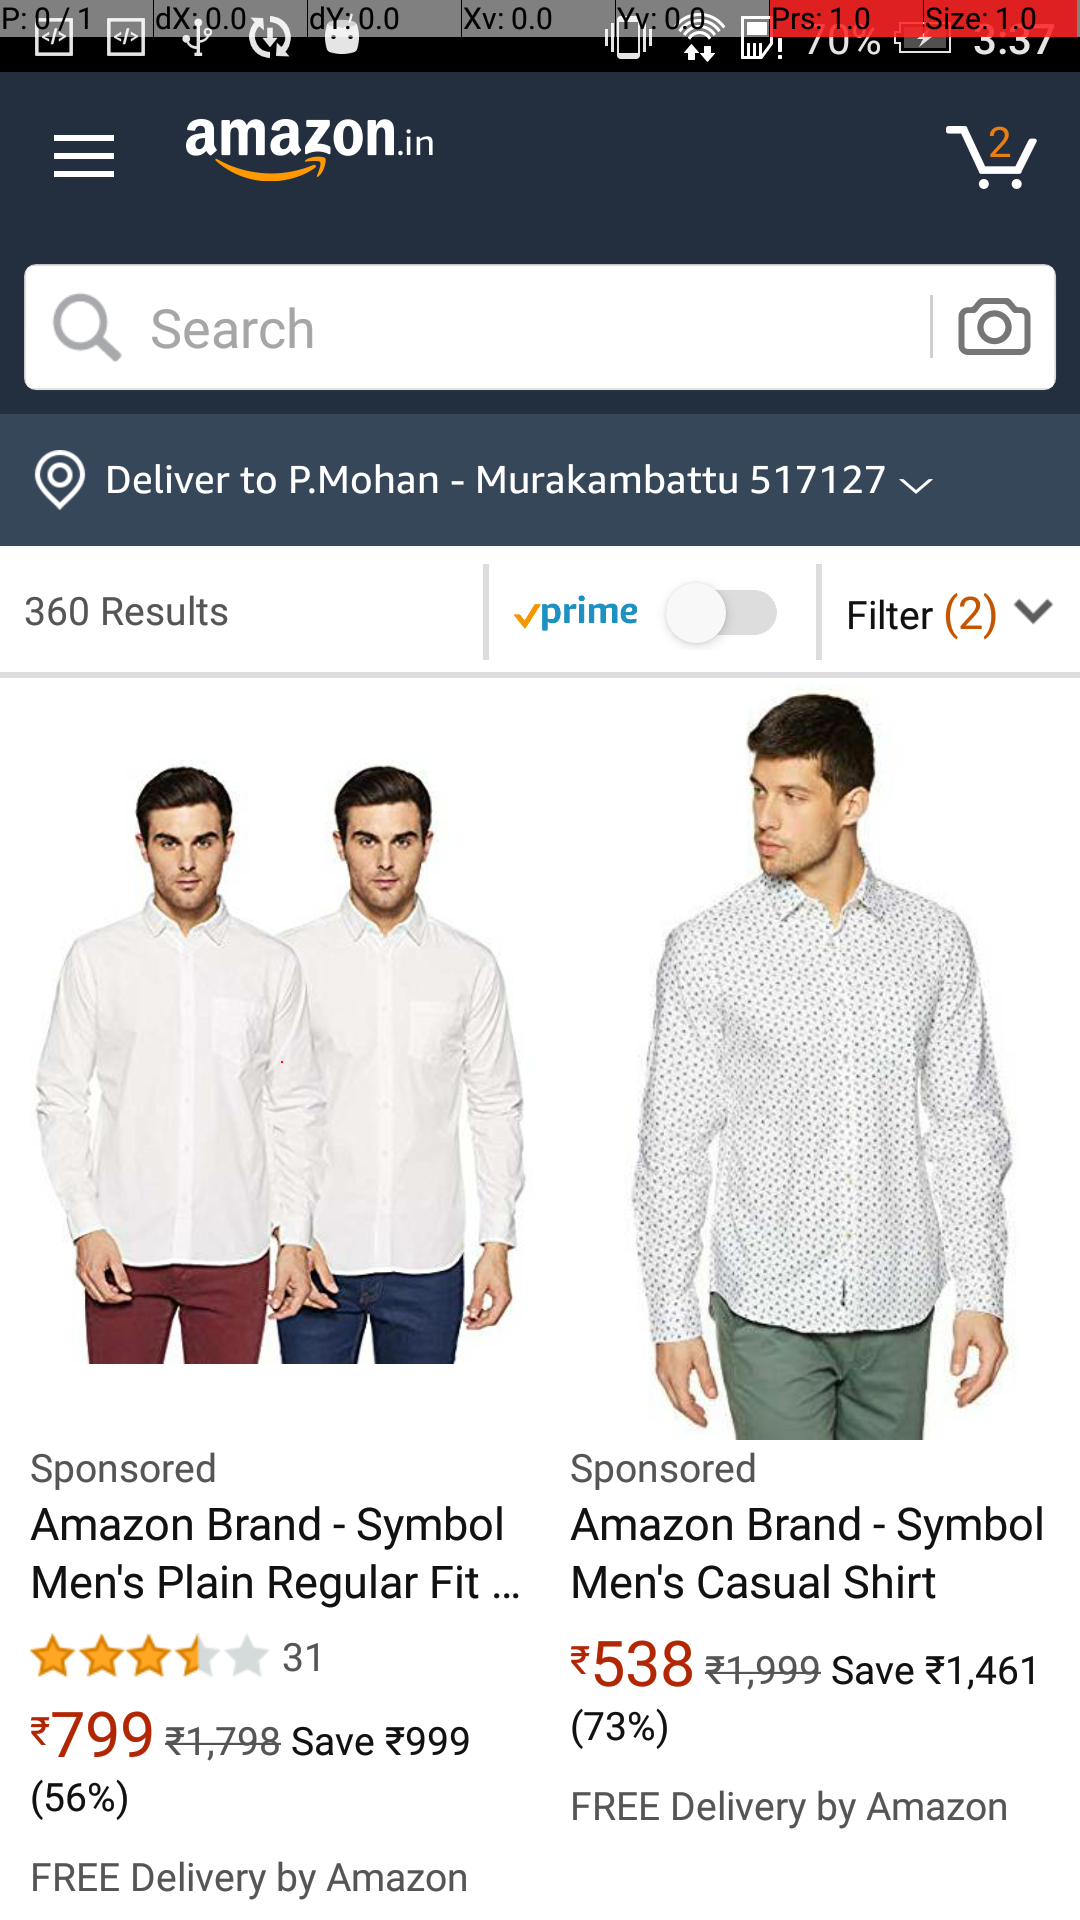 P: 0 / 1 dX: 0.0 dY: 0.0 Xv: 0.0 Yv: 0.0 Prs: 1.0 Size: 1.0
70% 3:37
amazon.in
2
Search
Deliver to P.Mohan - Murakambattu 517127
360 Results
prime
Filter (2)
Sponsored
Amazon Brand - Symbol
Men's Plain Regular Fit ...
31
₹799 ₹1,798 Save ₹999
(56%)
FREE Delivery by Amazon
Sponsored
Amazon Brand - Symbol
Men's Casual Shirt
₹538 ₹1,999 Save ₹1,461
(73%)
FREE Delivery by Amazon